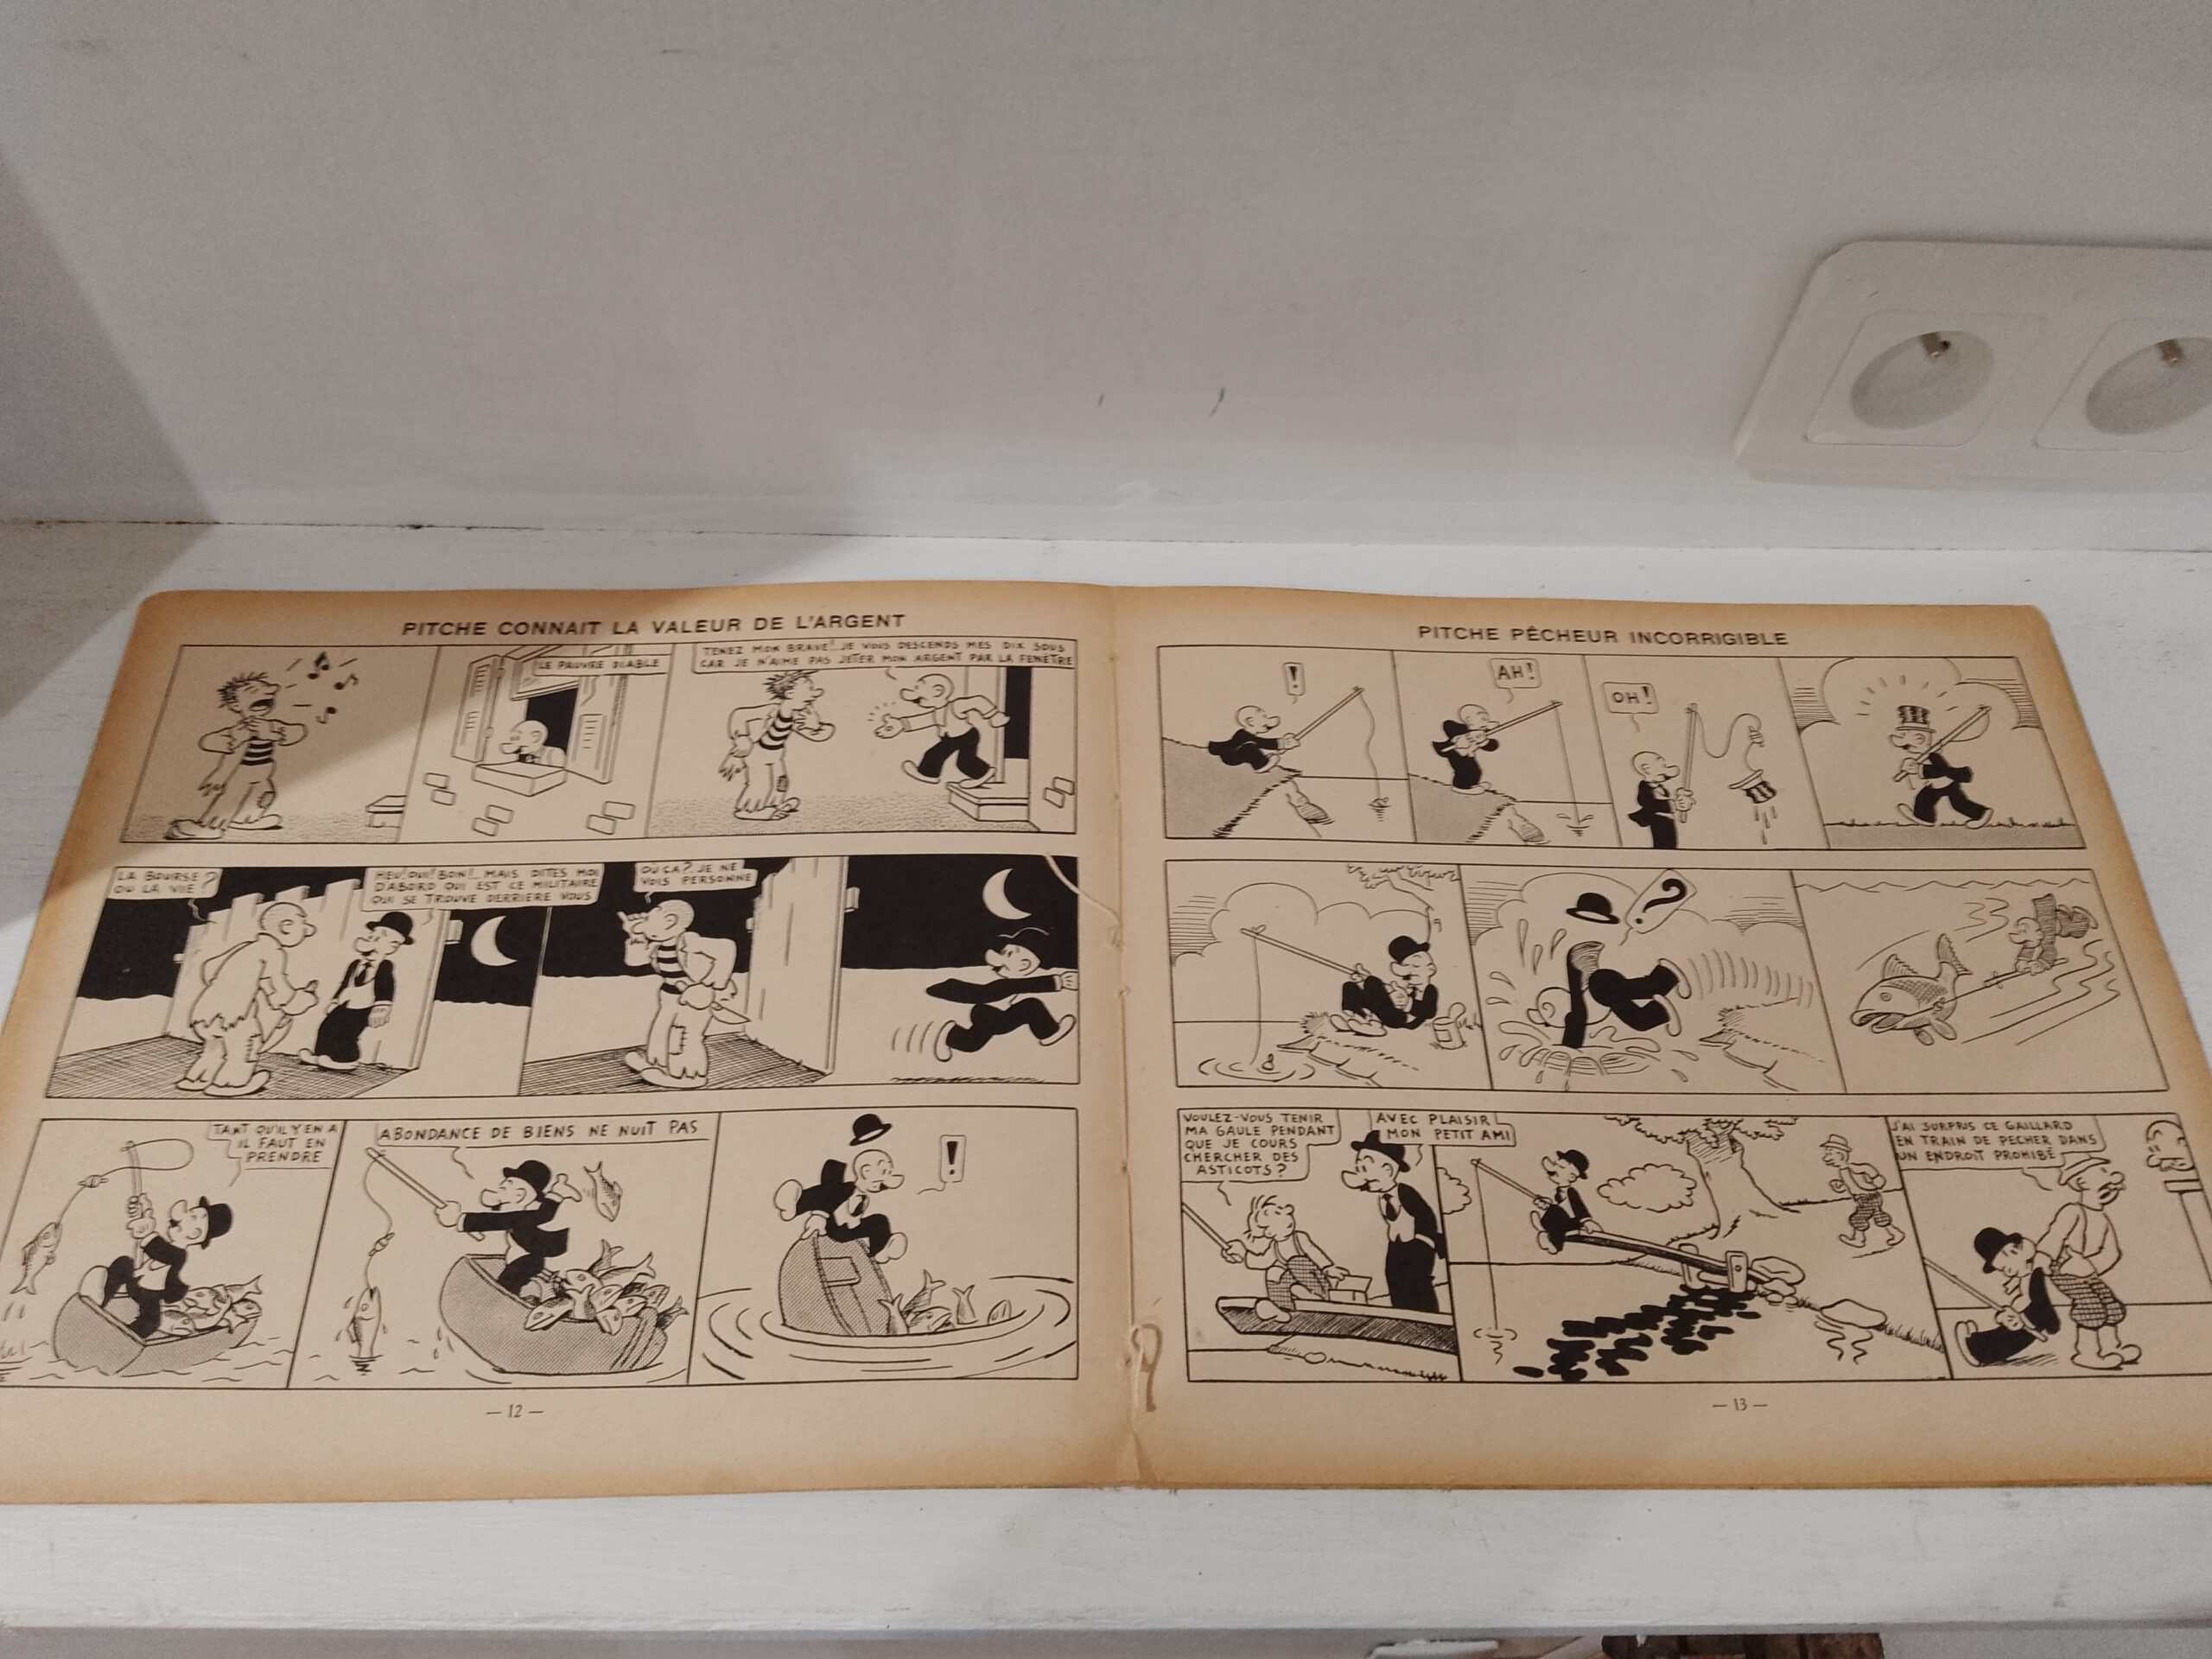 PITCHE CONNAIT LA VALEUR DE L'ARGENT
LE PAUVRE DIABLE
TENEZ MON BRAVE! JE VOUS DESCENDS MES DIX SOUS
CAR JE N'AIME PAS JETER MON ARGENT PAR LA FENETRE
LA BOURSE?
OU LA VIE?
HEU! OUI! BON!.. MAIS DITES MOI
D'ABORD QUI EST CE MILITAIRE
QUI SE TROUVE DERRIERE VOUS
OU CA?. JE NE
VOIS PERSONNE
TANT QU'IL Y EN A
IL FAUT EN
PRENDRE
ABONDANCE DE BIENS NE NUIT PAS
!
— 12 —
PITCHE PÊCHEUR INCORRIGIBLE
!
AH!
OH!
?
VOULEZ-VOUS TENIR
MA GAULE PENDANT
QUE JE COURS
CHERCHER DES
ASTICOTS?
AVEC PLAISIR
MON PETIT AMI
J'AI SURPRIS CE GAILLARD
EN TRAIN DE PECHER DANS
UN ENDROIT PROHIBÉ
— 13 —